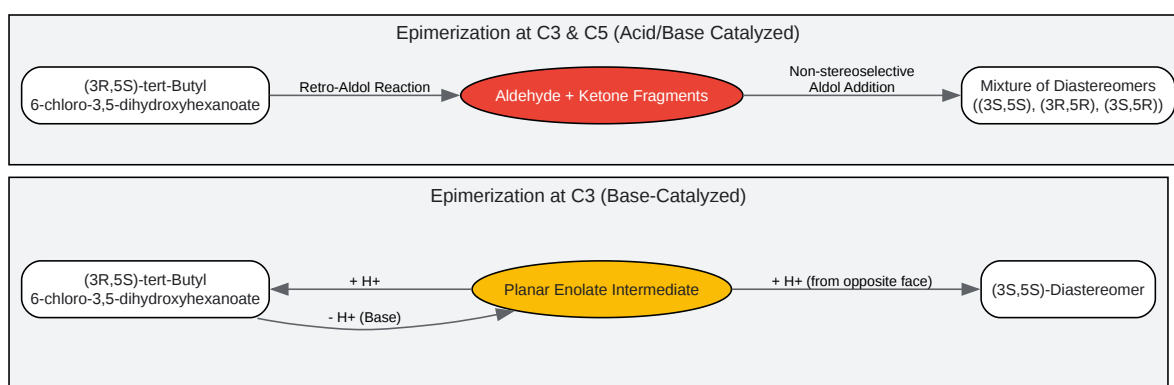 Epimerization at C3 & C5 (Acid/Base Catalyzed)
(3R,5S)-tert-Butyl
6-chloro-3,5-dihydroxyhexanoate
Retro-Aldol Reaction
Aldehyde + Ketone Fragments
Non-stereoselective
Aldol Addition
Mixture of Diastereomers
((3S,5S), (3R,5R), (3S,5R))
Epimerization at C3 (Base-Catalyzed)
(3R,5S)-tert-Butyl
6-chloro-3,5-dihydroxyhexanoate
+ H+
- H+ (Base)
Planar Enolate Intermediate
+ H+ (from opposite face)
(3S,5S)-Diastereomer